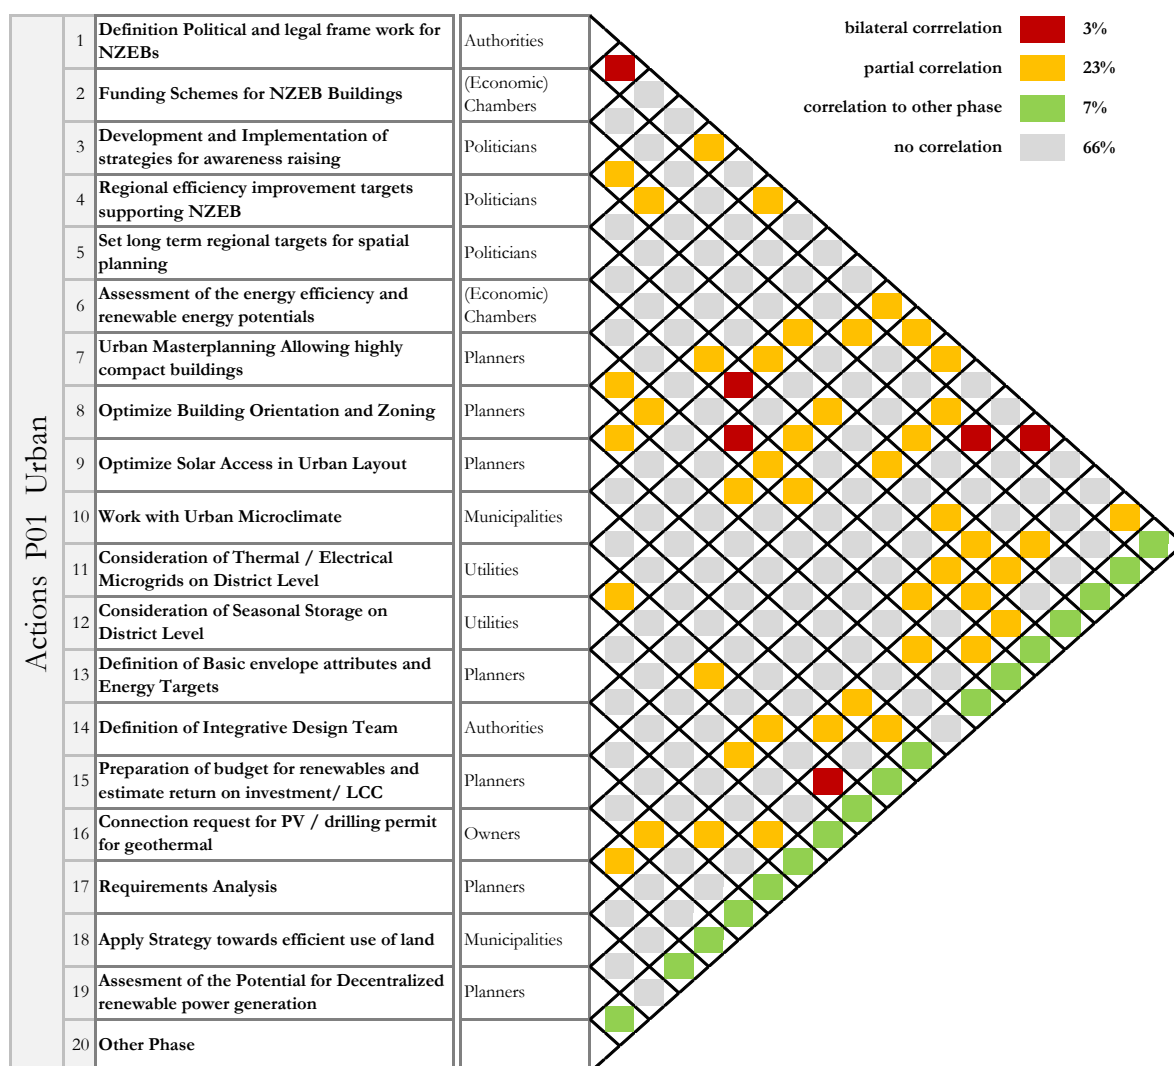 bilateral corrrelation 3%
partial correlation 23%
correlation to other phase 7%
no correlation 66%
Actions P01 Urban
1 Definition Political and legal frame work for
NZEBs
Authorities
2 Funding Schemes for NZEB Buildings
(Economic)
Chambers
3 Development and Implementation of
strategies for awareness raising
Politicians
4 Regional efficiency improvement targets
supporting NZEB
Politicians
5 Set long term regional targets for spatial
planning
Politicians
6 Assessment of the energy efficiency and
renewable energy potentials
(Economic)
Chambers
7 Urban Masterplanning Allowing highly
compact buildings
Planners
8 Optimize Building Orientation and Zoning
Planners
9 Optimize Solar Access in Urban Layout
Planners
10 Work with Urban Microclimate
Municipalities
11 Consideration of Thermal / Electrical
Microgrids on District Level
Utilities
12 Consideration of Seasonal Storage on
District Level
Utilities
13 Definition of Basic envelope attributes and
Energy Targets
Planners
14 Definition of Integrative Design Team
Authorities
15 Preparation of budget for renewables and
estimate return on investment/ LCC
Planners
16 Connection request for PV / drilling permit
for geothermal
Owners
17 Requirements Analysis
Planners
18 Apply Strategy towards efficient use of land
Municipalities
19 Assesment of the Potential for Decentralized
renewable power generation
Planners
20 Other Phase